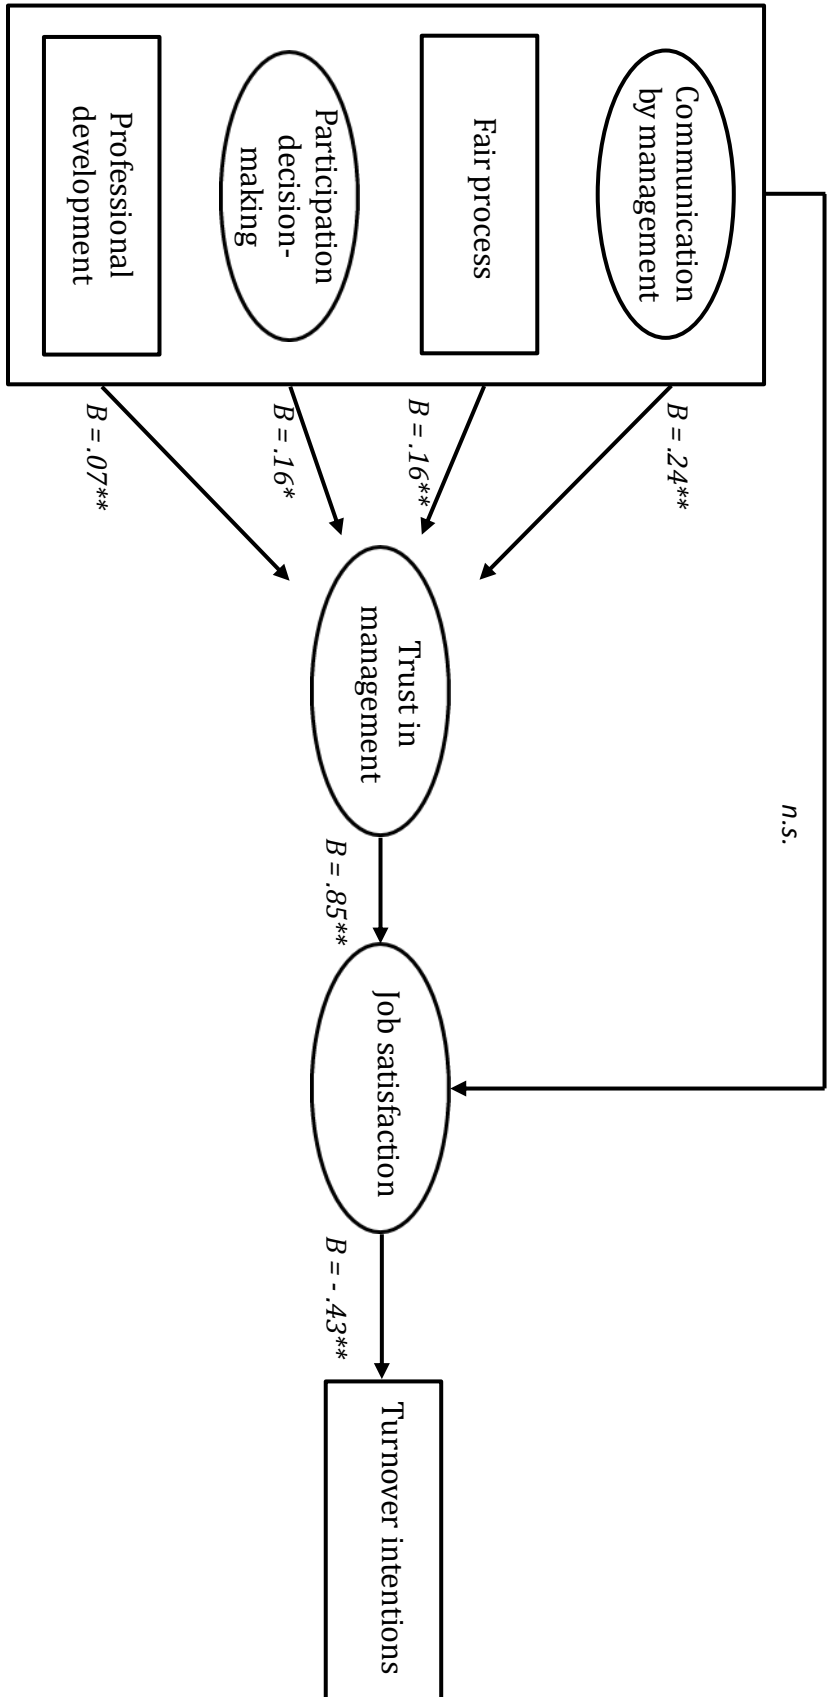 Communication
by management
Fair process
Participation
decision-
making
Professional
development
B = .24**
B = .16**
B = .16*
B = .07**
Trust in
management
B = .85**
Job satisfaction
B = - .43**
Turnover intentions
n.s.